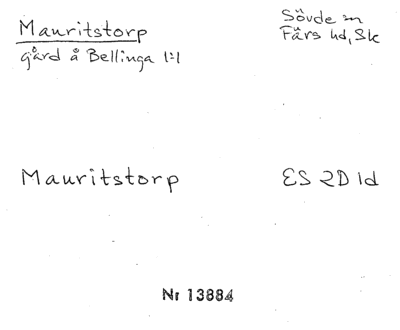 Mauritstorp
gård å Bellinga 1:1
Sövde sn
Färs hd, Sk
Mauritstorp
ES 2D 1d
Nr 13884